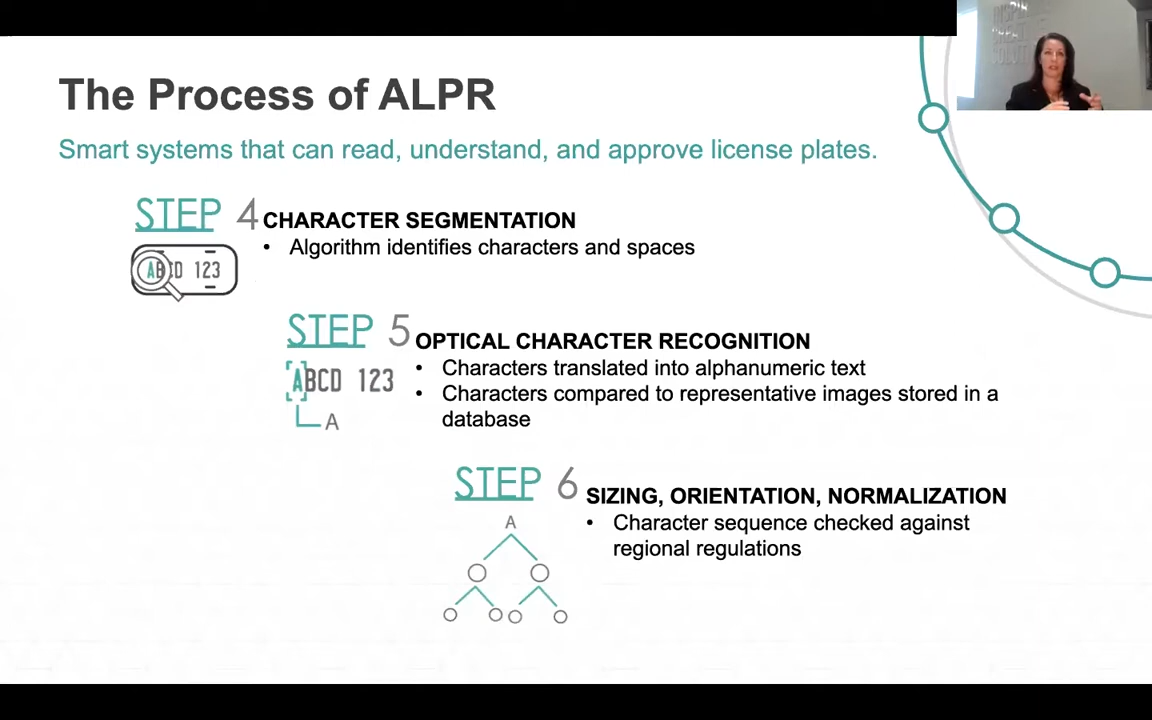 The Process of ALPR
Smart systems that can read, understand, and approve license plates.
STEP 4 CHARACTER SEGMENTATION
• Algorithm identifies characters and spaces
ABCD 123
STEP 5 OPTICAL CHARACTER RECOGNITION
• Characters translated into alphanumeric text
• Characters compared to representative images stored in a
database
ABCD 123
A
STEP 6 SIZING, ORIENTATION, NORMALIZATION
• Character sequence checked against
regional regulations
A